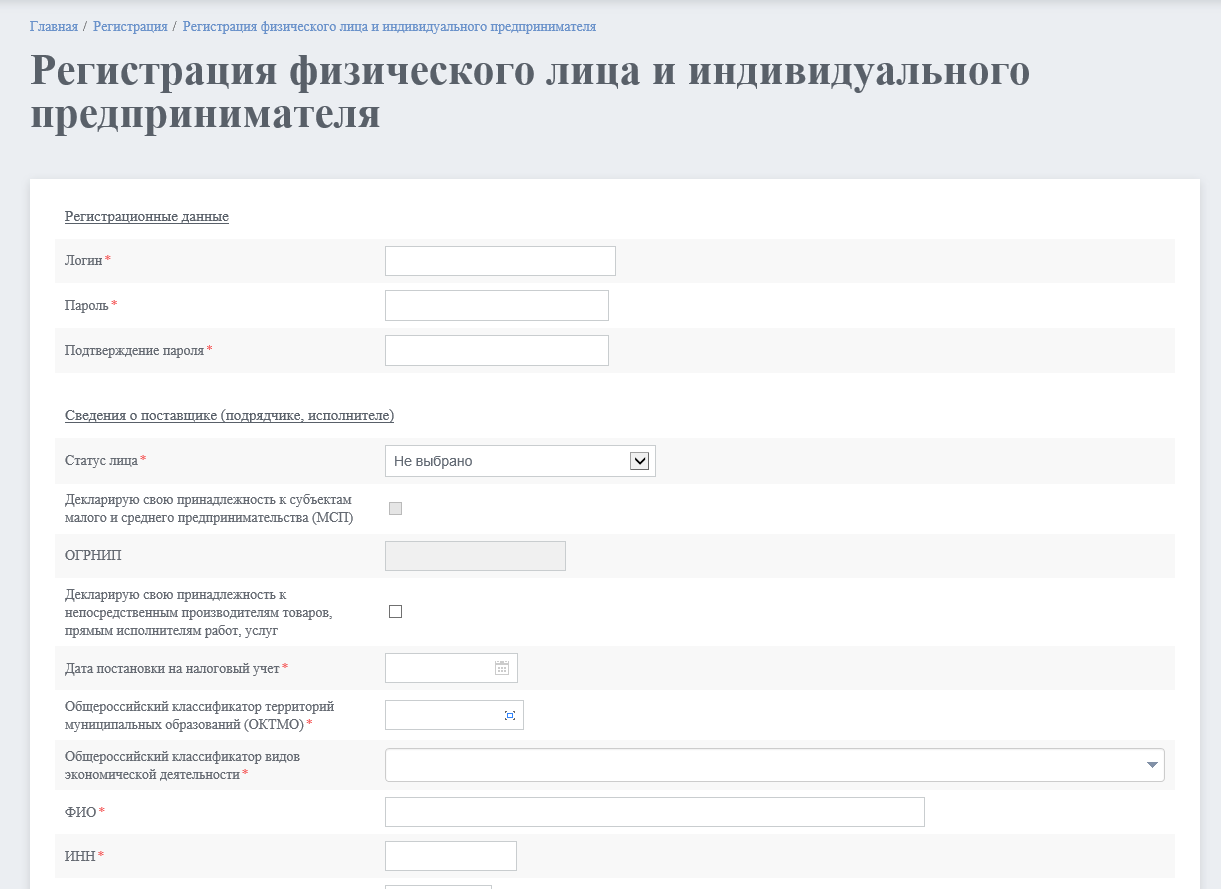 Главная / Регистрация / Регистрация физического лица и индивидуального предпринимателя
Регистрация физического лица и индивидуального
предпринимателя
Регистрационные данные
Логин *
Пароль *
Подтверждение пароля *
Сведения о поставщике (подрядчике, исполнителе)
Статус лица * Не выбрано
Декларирую свою принадлежность к субъектам
малого и среднего предпринимательства (МСП)
ОГРНИП
Декларирую свою принадлежность к
непосредственным производителям товаров,
прямым исполнителям работ, услуг
Дата постановки на налоговый учет *
Общероссийский классификатор территорий
муниципальных образований (ОКТМО) *
Общероссийский классификатор видов
экономической деятельности *
ФИО *
ИНН *